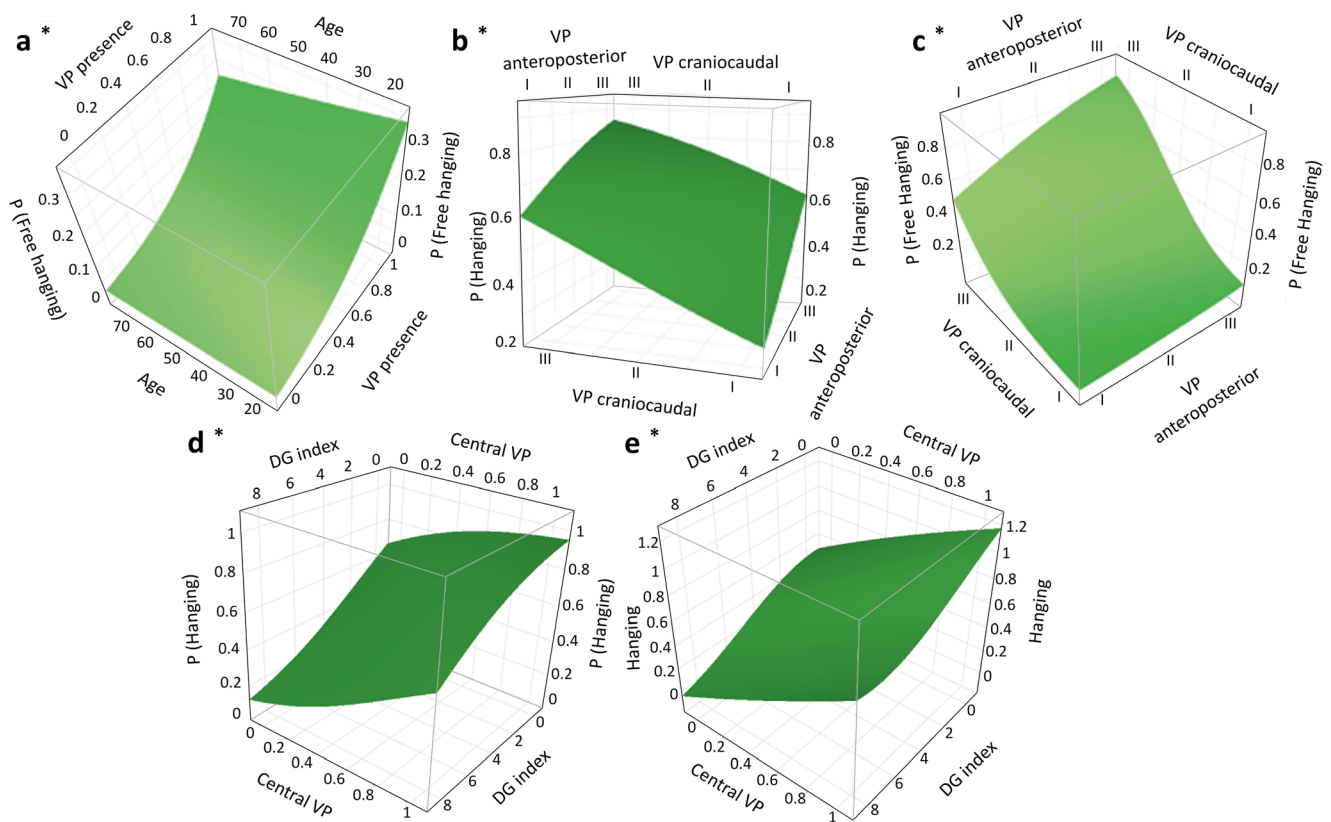 a *
VP presence
0
0.2
0.4
0.6
0.8
1
Age
70
60
50
40
30
20
P (Free hanging)
0.3
0.2
0.1
0
P (Free hanging)
0.3
0.2
0.1
0
Age
70
60
50
40
30
20
VP presence
0
0.2
0.4
0.6
0.8
1
b *
VP
anteroposterior
I II III
VP craniocaudal
III II I
P (Hanging)
0.8
0.6
0.4
0.2
P (Hanging)
0.8
0.6
0.4
0.2
III II I
VP craniocaudal
I
II
III
VP
anteroposterior
c *
VP
anteroposterior
I
II
III
VP craniocaudal
III
II
I
P (Free Hanging)
0.8
0.6
0.4
0.2
P (Free Hanging)
0.8
0.6
0.4
0.2
VP craniocaudal
III
II
I
VP
anteroposterior
I
II
III
d *
DG index
8 6 4 2 0
Central VP
0 0.2 0.4 0.6 0.8 1
P (Hanging)
1
0.8
0.6
0.4
0.2
0
P (Hanging)
1
0.8
0.6
0.4
0.2
0
Central VP
0
0.2
0.4
0.6
0.8
1
DG index
8
6
4
2
0
e *
DG index
8
6
4
2
0
Central VP
0 0.2 0.4 0.6 0.8 1
Hanging
1.2
1
0.8
0.6
0.4
0.2
0
Hanging
1.2
1
0.8
0.6
0.4
0.2
0
Central VP
0
0.2
0.4
0.6
0.8
1
DG index
8
6
4
2
0